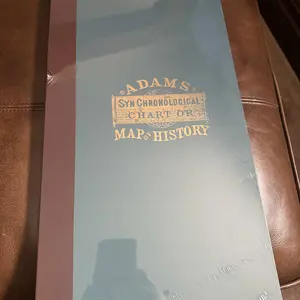 ADAMS
SYNCHRONOLOGICAL
CHART OR
MAP OF HISTORY